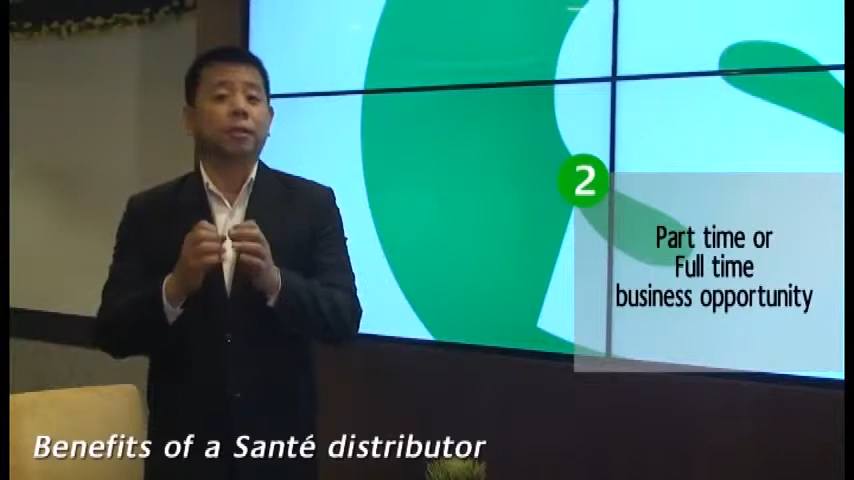 2
Part time or
Full time
business opportunity
Benefits of a Santé distributor